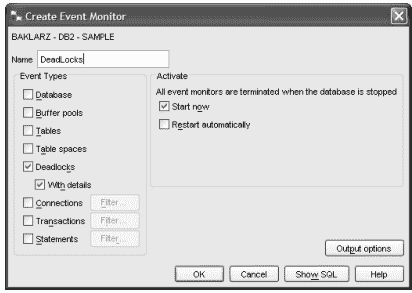 Create Event Monitor
BAKLARZ - DB2 - SAMPLE
Name DeadLocks
Event Types
Database
Buffer pools
Tables
Table spaces
Deadlocks
With details
Connections Filter...
Transactions Filter...
Statements Filter...
Activate
All event monitors are terminated when the database is stopped
Start now
Restart automatically
Output options
OK Cancel Show SQL Help